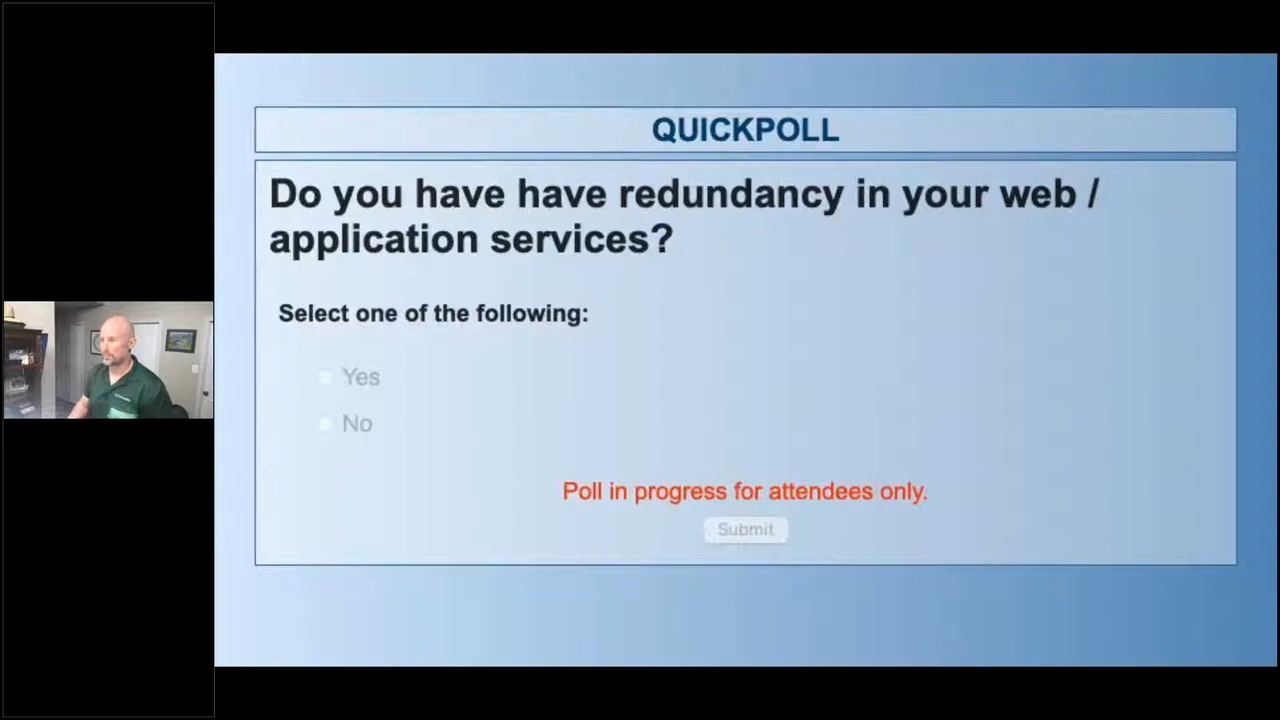 QUICKPOLL
Do you have have redundancy in your web /
application services?
Select one of the following:
Yes
No
Poll in progress for attendees only.
Submit